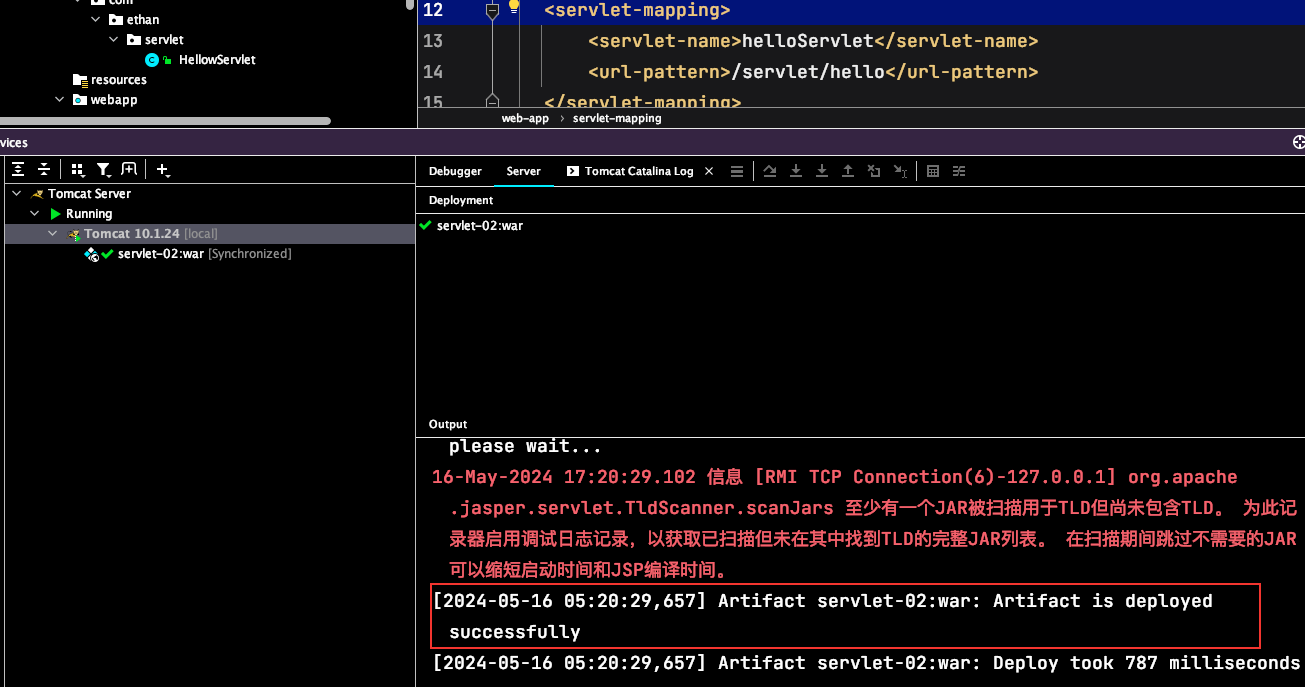 com
ethan
servlet
HellowServlet
resources
webapp
12 <servlet-mapping>
13 <servlet-name>helloServlet</servlet-name>
14 <url-pattern>/servlet/hello</url-pattern>
15 </servlet-mapping>
web-app › servlet-mapping
vices
Tomcat Server
Running
Tomcat 10.1.24 [local]
servlet-02:war [Synchronized]
Debugger Server Tomcat Catalina Log
Deployment
servlet-02:war
Output
please wait...
16-May-2024 17:20:29.102 信息 [RMI TCP Connection(6)-127.0.0.1] org.apache
.jasper.servlet.TldScanner.scanJars 至少有一个JAR被扫描用于TLD但尚未包含TLD。 为此记
录器启用调试日志记录，以获取已扫描但未在其中找到TLD的完整JAR列表。 在扫描期间跳过不需要的JAR
可以缩短启动时间和JSP编译时间。
[2024-05-16 05:20:29,657] Artifact servlet-02:war: Artifact is deployed
successfully
[2024-05-16 05:20:29,657] Artifact servlet-02:war: Deploy took 787 milliseconds